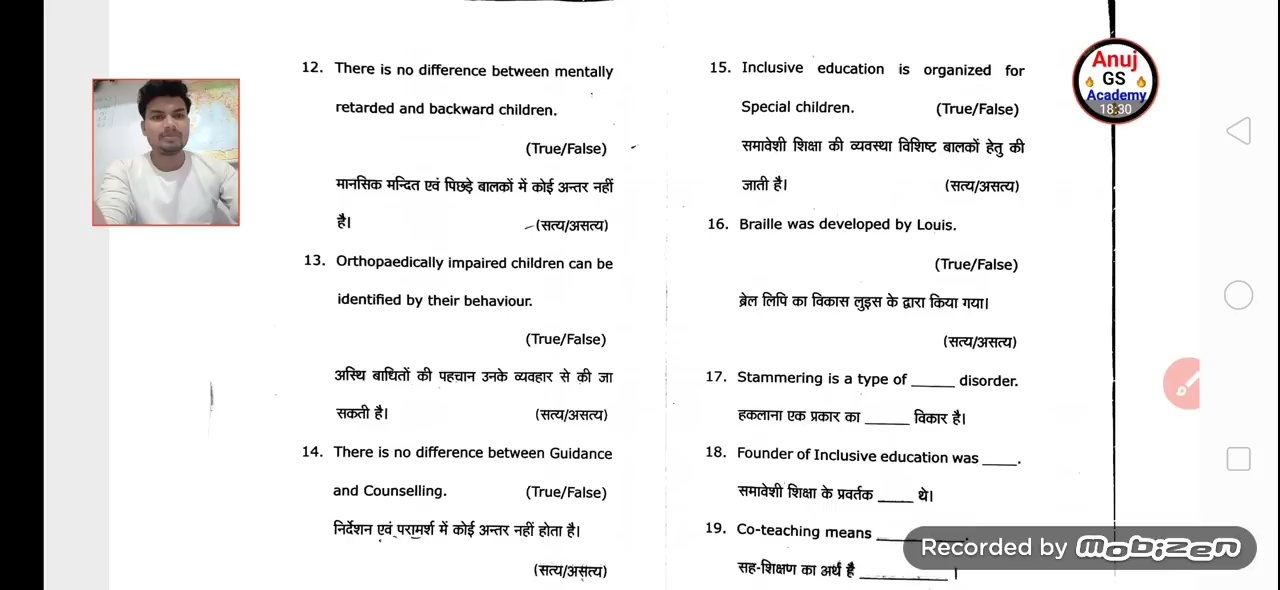 12. There is no difference between mentally
retarded and backward children.
(True/False)
मानसिक मन्दित एवं पिछड़े बालकों में कोई अन्तर नहीं
है।
(सत्य/असत्य)
13. Orthopaedically impaired children can be
identified by their behaviour.
(True/False)
अस्थि बाधितों की पहचान उनके व्यवहार से की जा
सकती है। (सत्य/असत्य)
14. There is no difference between Guidance
and Counselling. (True/False)
निर्देशन एवं परामर्श में कोई अन्तर नहीं होता है।
(सत्य/असत्य)
15. Inclusive education is organized for
Special children. (True/False)
समावेशी शिक्षा की व्यवस्था विशिष्ट बालकों हेतु की
जाती है। (सत्य/असत्य)
16. Braille was developed by Louis.
(True/False)
ब्रेल लिपि का विकास लुइस के द्वारा किया गया।
(सत्य/असत्य)
17. Stammering is a type of _____ disorder.
हकलाना एक प्रकार का _____ विकार है।
18. Founder of Inclusive education was ____.
समावेशी शिक्षा के प्रवर्तक ____ थे।
19. Co-teaching means __________.
सह-शिक्षण का अर्थ है __________ ।
Anuj
GS
Academy
18:30
Recorded by mobizen